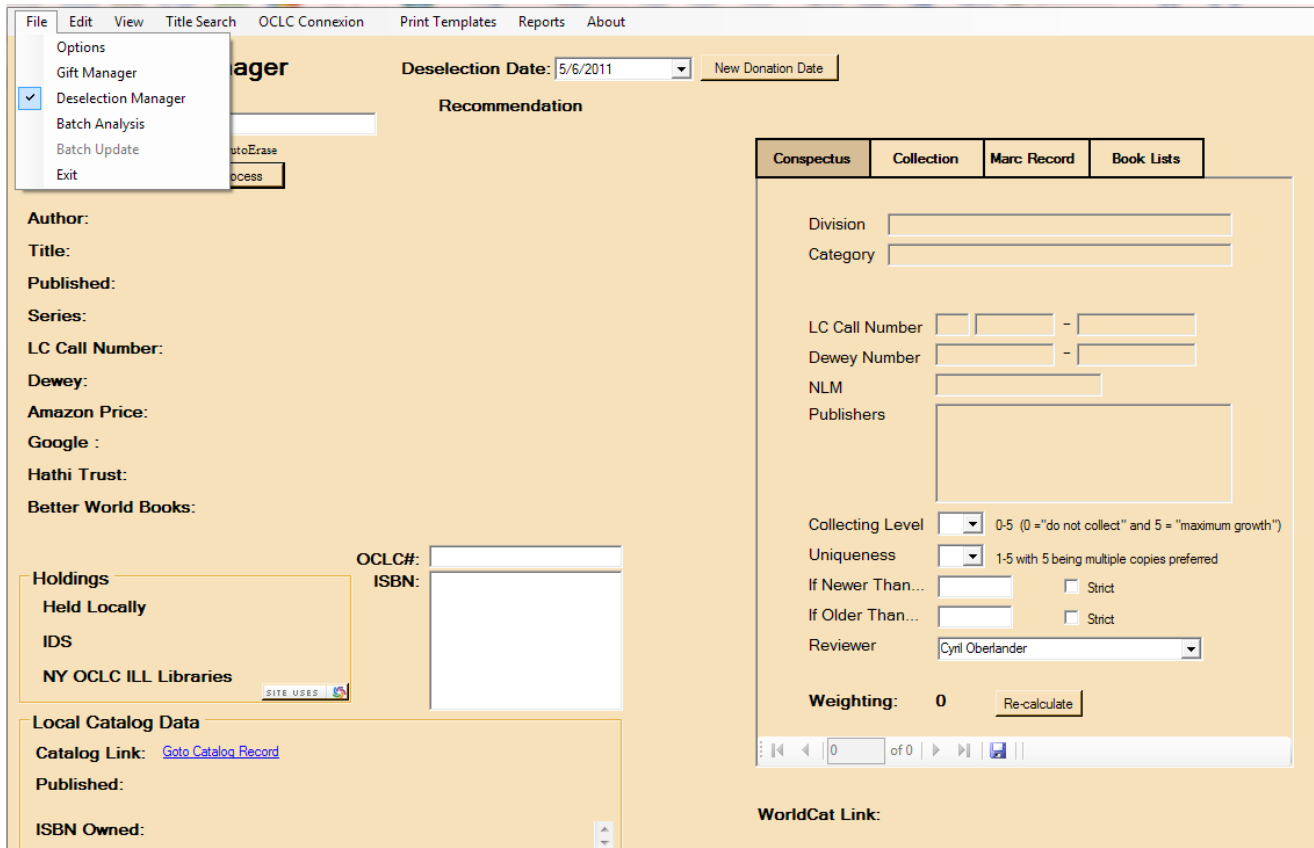 File Edit View Title Search OCLC Connexion Print Templates Reports About
Options
Gift Manager
Deselection Manager
Batch Analysis
Batch Update
Exit
Deselection Date: 5/6/2011 New Donation Date
Recommendation
Author:
Title:
Published:
Series:
LC Call Number:
Dewey:
Amazon Price:
Google :
Hathi Trust:
Better World Books:
OCLC#:
ISBN:
Holdings
Held Locally
IDS
NY OCLC ILL Libraries
SITE USES
Local Catalog Data
Catalog Link: Goto Catalog Record
Published:
ISBN Owned:
Conspectus Collection Marc Record Book Lists
Division
Category
LC Call Number -
Dewey Number -
NLM
Publishers
Collecting Level 0-5 (0 ="do not collect" and 5 = "maximum growth")
Uniqueness 1-5 with 5 being multiple copies preferred
If Newer Than... Strict
If Older Than... Strict
Reviewer Cyril Oberlander
Weighting: 0 Re-calculate
0 of 0
WorldCat Link: